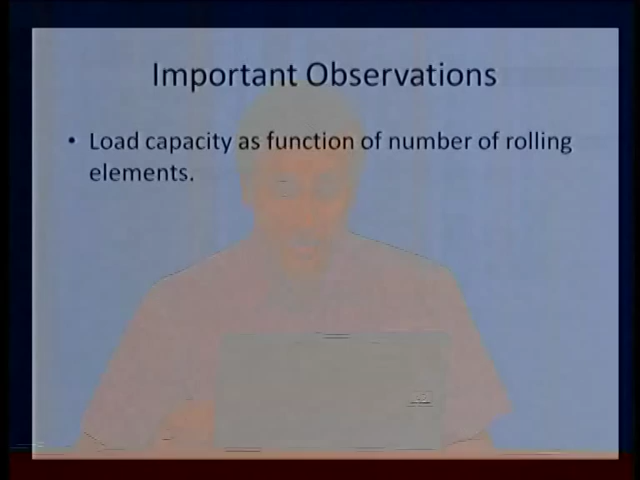 Important Observations
• Load capacity as function of number of rolling
elements.